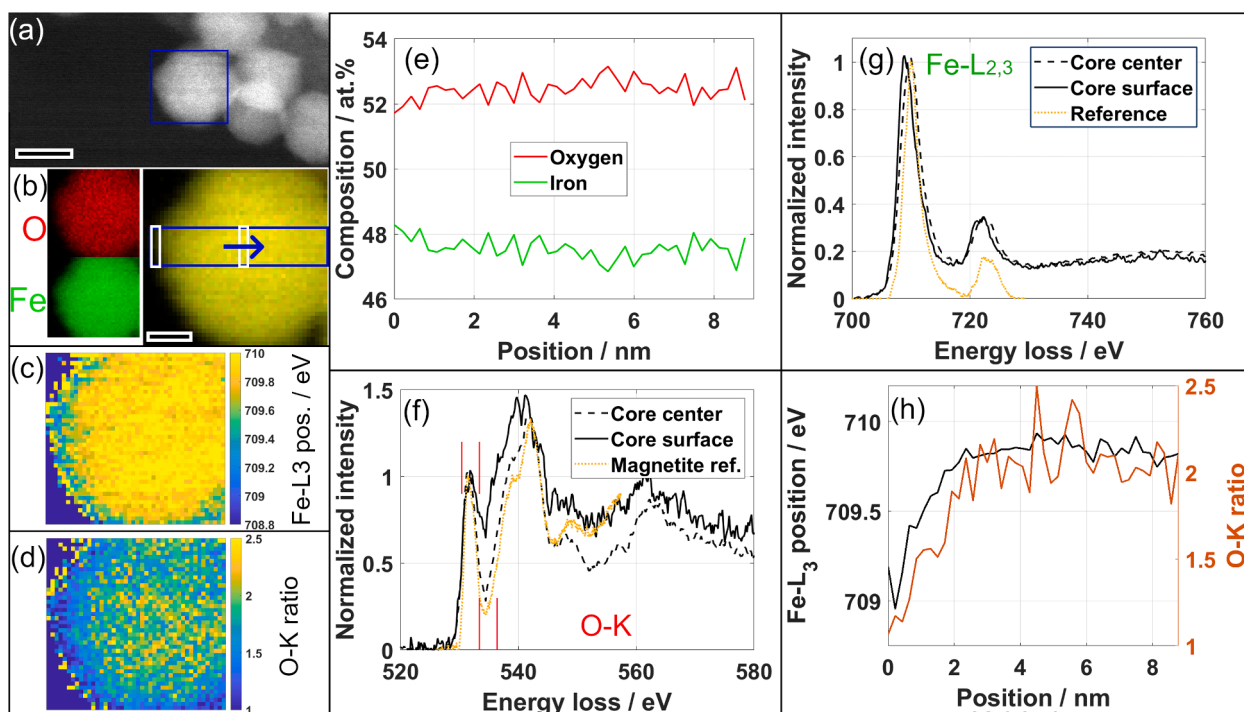 (a)
(b)
O
Fe
(c)
710
709.8
709.6
709.4
709.2
709
708.8
Fe-L3 pos. / eV
(d)
2.5
2
1.5
1
O-K ratio
(e)
54
52
50
48
46
Composition / at.%
Oxygen
Iron
0 2 4 6 8
Position / nm
(f)
1.5
1
0.5
0
Normalized intensity
Core center
Core surface
Magnetite ref.
O-K
520 540 560 580
Energy loss / eV
(g)
Fe-L2,3
1
0.8
0.6
0.4
0.2
0
Normalized intensity
Core center
Core surface
Reference
700 720 740 760
Energy loss / eV
(h)
710
709.5
709
Fe-L3 position / eV
2.5
2
1.5
1
O-K ratio
0 2 4 6 8
Position / nm